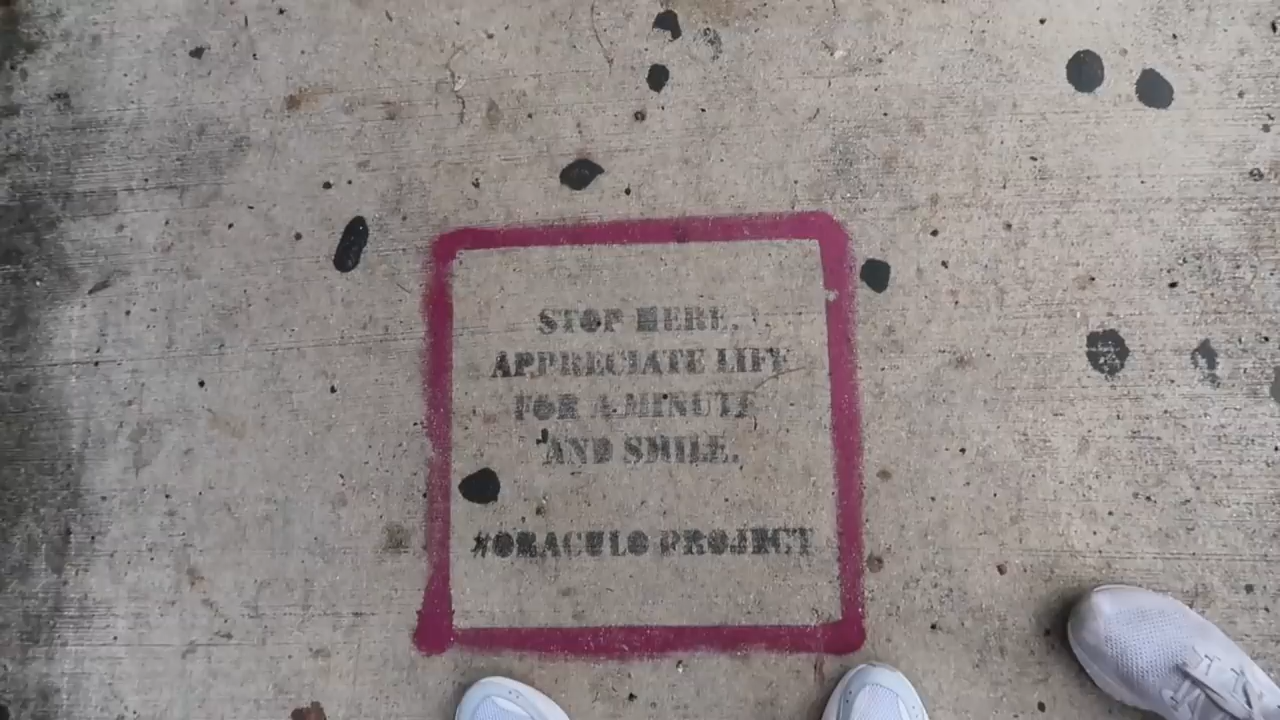 STOP HERE.
APPRECIATE LIFE
FOR A MINUTE
AND SMILE.
#ORACULO PROJECT